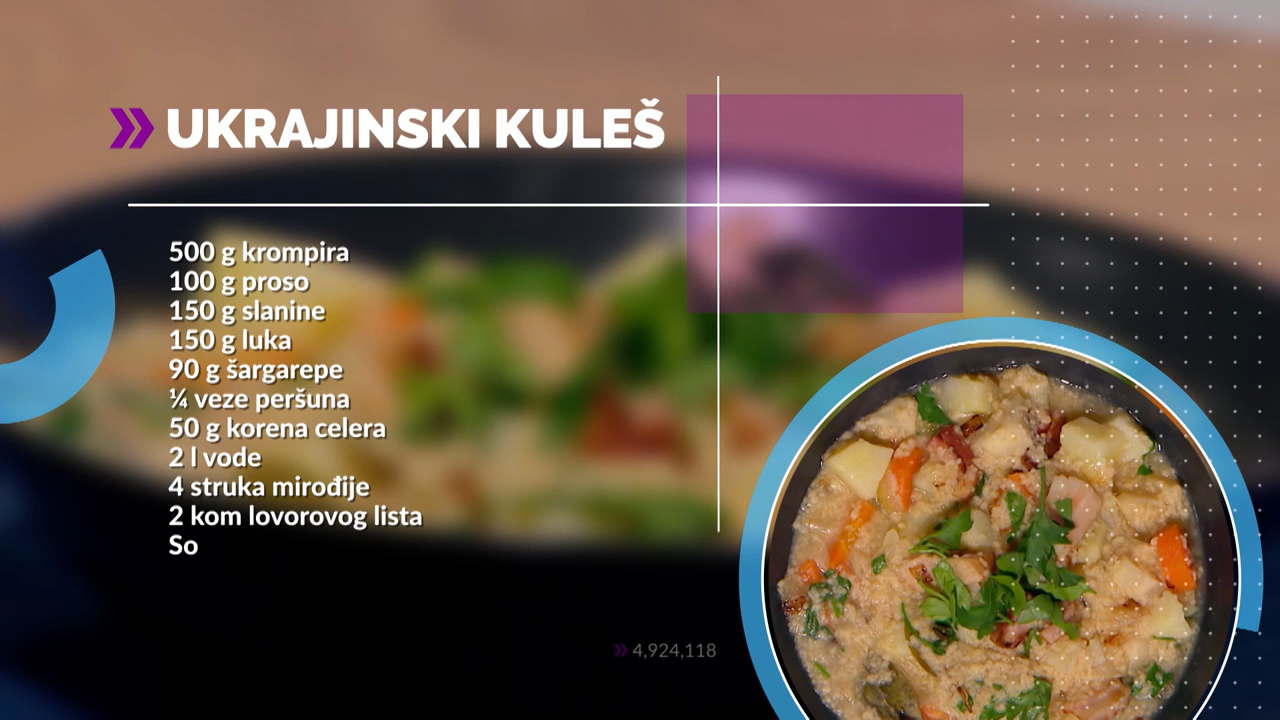 UKRAJINSKI KULEŠ
500 g krompira
100 g proso
150 g slanine
150 g luka
90 g šargarepe
¼ veze peršuna
50 g korena celera
2 l vode
4 struka mirođije
2 kom lovorovog lista
So
4,924,118